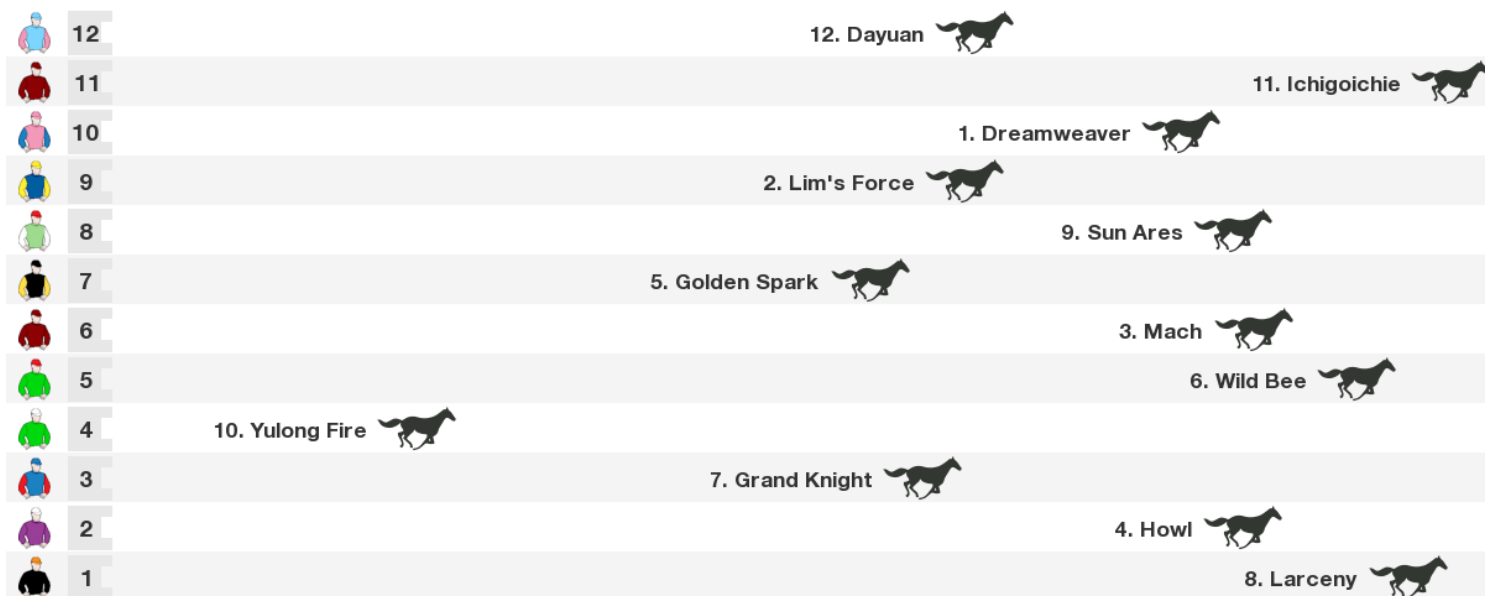 12 12. Dayuan
11 11. Ichigoichie
10 1. Dreamweaver
9 2. Lim's Force
8 9. Sun Ares
7 5. Golden Spark
6 3. Mach
5 6. Wild Bee
4 10. Yulong Fire
3 7. Grand Knight
2 4. Howl
1 8. Larceny